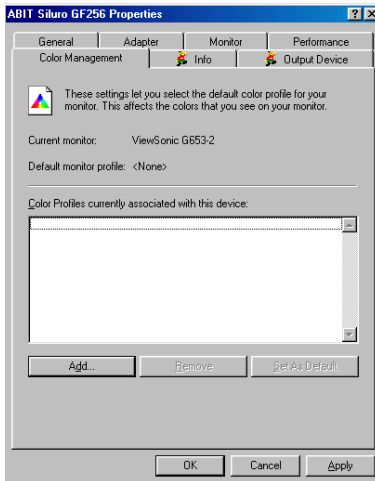 ABIT Siluro GF256 Properties
General Adapter Monitor Performance
Color Management Info Output Device
These settings let you select the default color profile for your
monitor. This affects the colors that you see on your monitor.
Current monitor: ViewSonic G653-2
Default monitor profile: <None>
Color Profiles currently associated with this device:
Add... Remove Set As Default
OK Cancel Apply